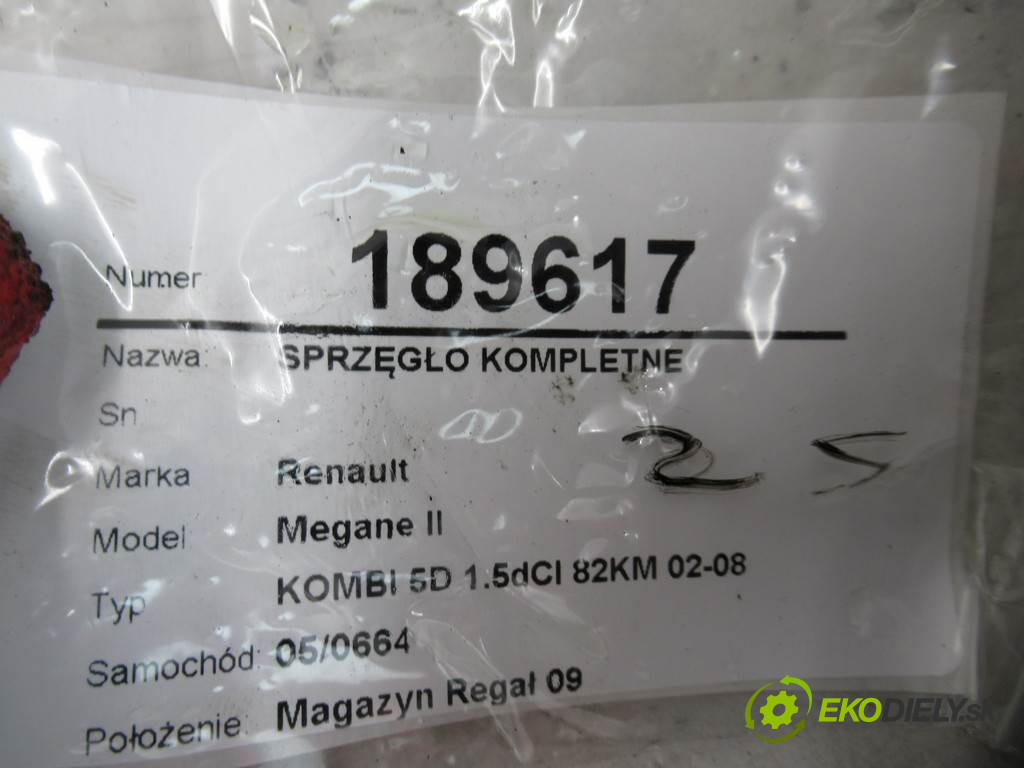 Numer 189617
Nazwa: SPRZĘGŁO KOMPLETNE
Sn
Marka Renault
Model Megane II
Typ KOMBI 5D 1.5dCI 82KM 02-08
Samochód: 05/0664
Położenie: Magazyn Regał 09
EKODIELY.sk